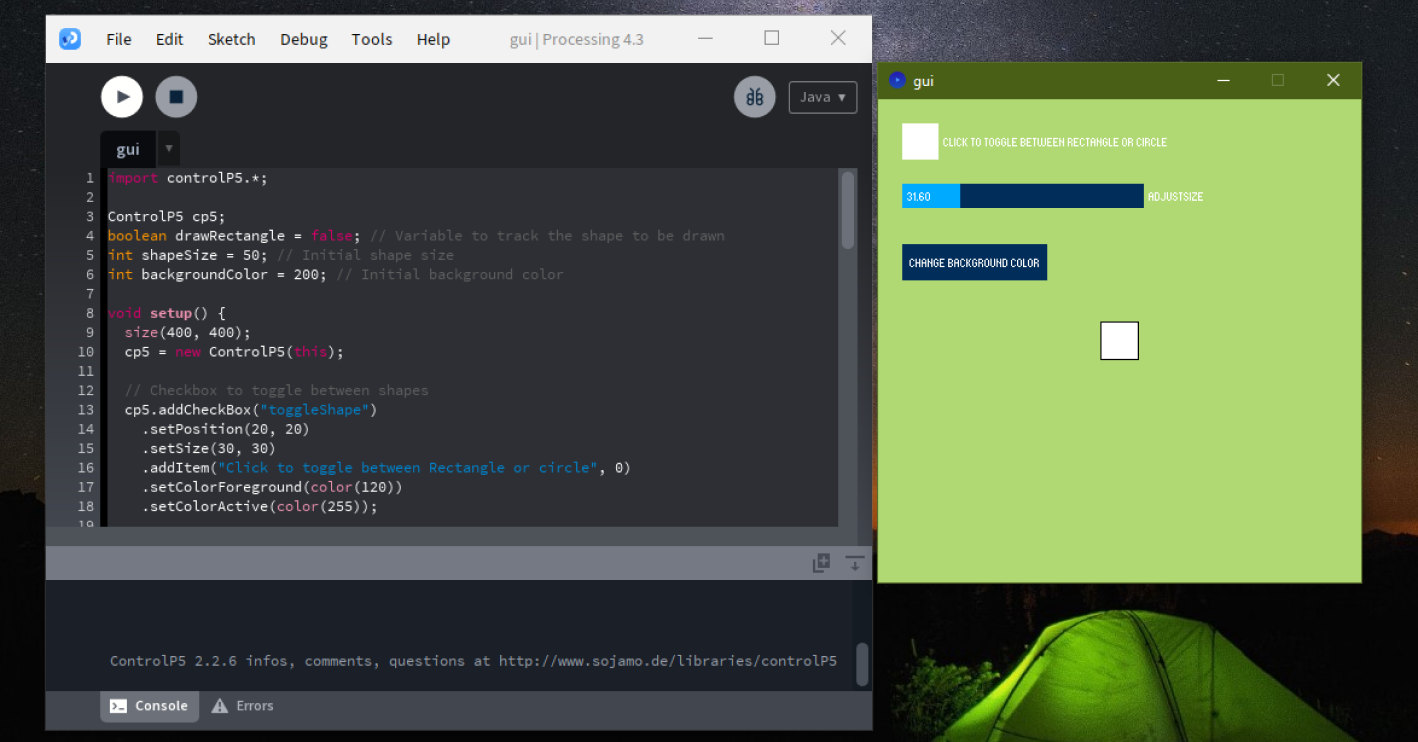 File Edit Sketch Debug Tools Help gui | Processing 4.3
Java ▾
gui ▾
1 import controlP5.*;
2
3 ControlP5 cp5;
4 boolean drawRectangle = false; // Variable to track the shape to be drawn
5 int shapeSize = 50; // Initial shape size
6 int backgroundColor = 200; // Initial background color
7
8 void setup() {
9 size(400, 400);
10 cp5 = new ControlP5(this);
11
12 // Checkbox to toggle between shapes
13 cp5.addCheckBox("toggleShape")
14 .setPosition(20, 20)
15 .setSize(30, 30)
16 .addItem("Click to toggle between Rectangle or circle", 0)
17 .setColorForeground(color(120))
18 .setColorActive(color(255));
19
ControlP5 2.2.6 infos, comments, questions at http://www.sojamo.de/libraries/controlP5
Console Errors
gui
CLICK TO TOGGLE BETWEEN RECTANGLE OR CIRCLE
31.60 ADJUSTSIZE
CHANGE BACKGROUND COLOR